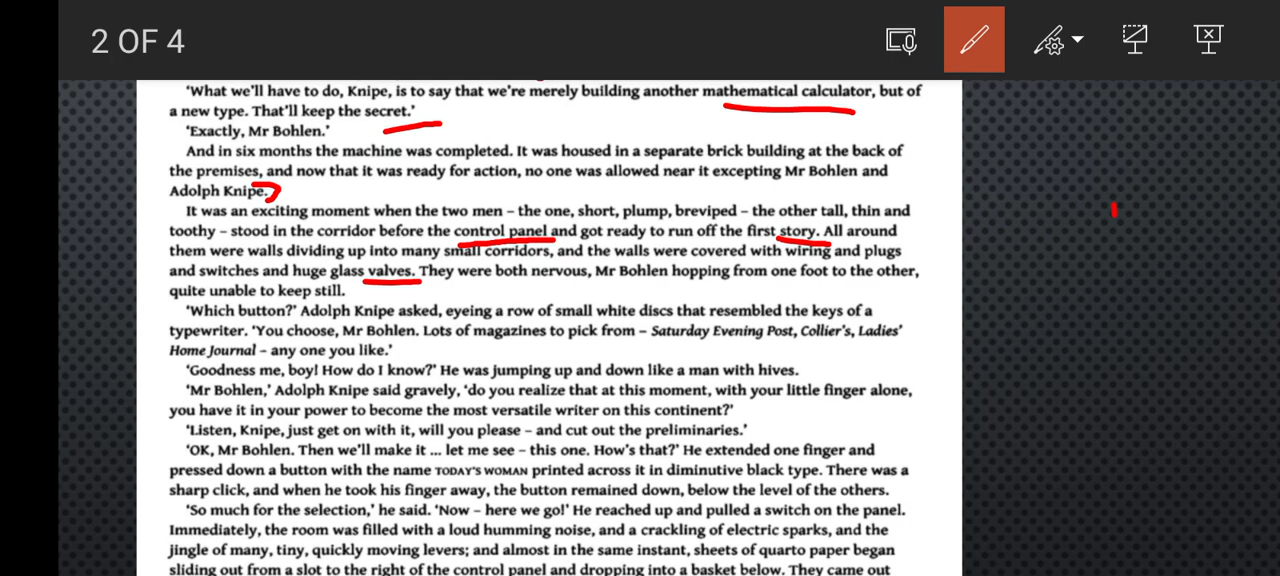 2 OF 4
‘What we’ll have to do, Knipe, is to say that we’re merely building another mathematical calculator, but of
a new type. That’ll keep the secret.’
‘Exactly, Mr Bohlen.’
And in six months the machine was completed. It was housed in a separate brick building at the back of
the premises, and now that it was ready for action, no one was allowed near it excepting Mr Bohlen and
Adolph Knipe.
It was an exciting moment when the two men – the one, short, plump, breviped – the other tall, thin and
toothy – stood in the corridor before the control panel and got ready to run off the first story. All around
them were walls dividing up into many small corridors, and the walls were covered with wiring and plugs
and switches and huge glass valves. They were both nervous, Mr Bohlen hopping from one foot to the other,
quite unable to keep still.
‘Which button?’ Adolph Knipe asked, eyeing a row of small white discs that resembled the keys of a
typewriter. ‘You choose, Mr Bohlen. Lots of magazines to pick from – Saturday Evening Post, Collier’s, Ladies’
Home Journal – any one you like.’
‘Goodness me, boy! How do I know?’ He was jumping up and down like a man with hives.
‘Mr Bohlen,’ Adolph Knipe said gravely, ‘do you realize that at this moment, with your little finger alone,
you have it in your power to become the most versatile writer on this continent?’
‘Listen, Knipe, just get on with it, will you please – and cut out the preliminaries.’
‘OK, Mr Bohlen. Then we’ll make it ... let me see – this one. How’s that?’ He extended one finger and
pressed down a button with the name TODAY’S WOMAN printed across it in diminutive black type. There was a
sharp click, and when he took his finger away, the button remained down, below the level of the others.
‘So much for the selection,’ he said. ‘Now – here we go!’ He reached up and pulled a switch on the panel.
Immediately, the room was filled with a loud humming noise, and a crackling of electric sparks, and the
jingle of many, tiny, quickly moving levers; and almost in the same instant, sheets of quarto paper began
sliding out from a slot to the right of the control panel and dropping into a basket below. They came out